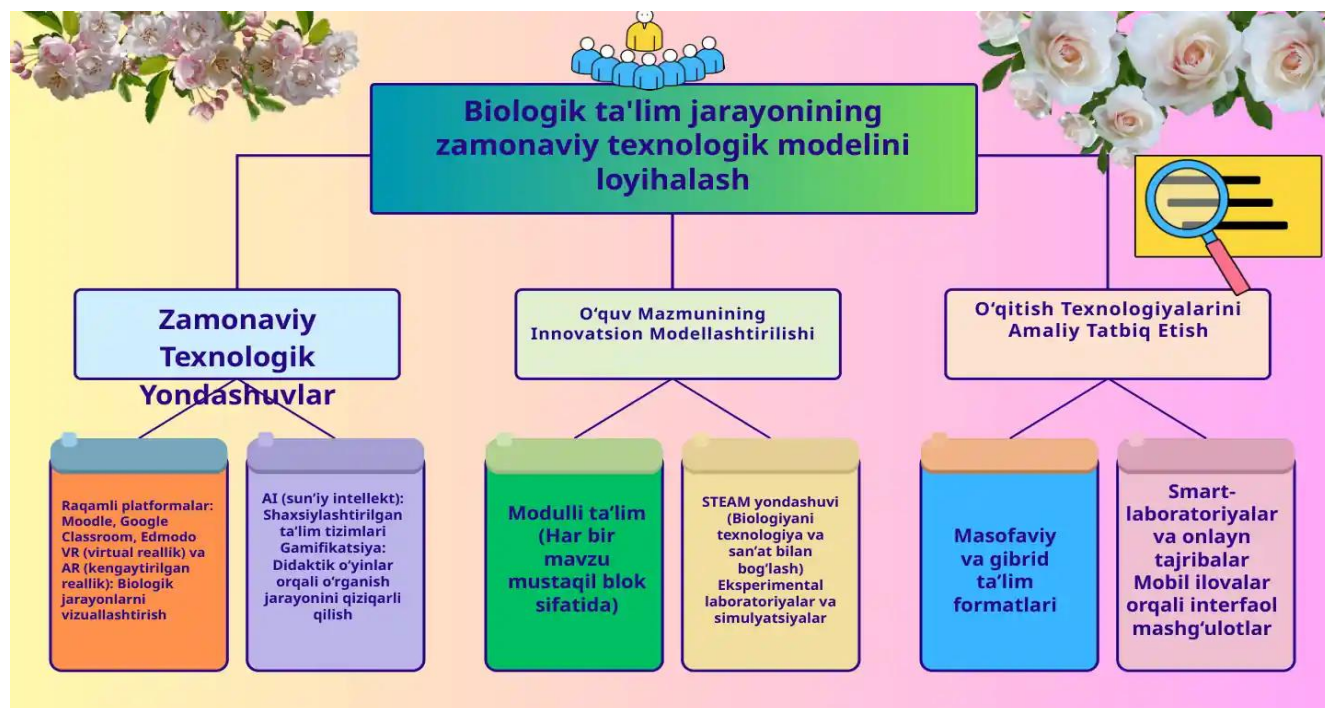 Biologik ta'lim jarayonining
zamonaviy texnologik modelini
loyihalash
Zamonaviy
Texnologik
Yondashuvlar
O‘quv Mazmunining
Innovatsion Modellashtirilishi
O‘qitish Texnologiyalarini
Amaliy Tatbiq Etish
Raqamli platformalar:
Moodle, Google
Classroom, Edmodo
VR (virtual reallik) va
AR (kengaytirilgan
reallik): Biologik
jarayonlarni
vizuallashtirish
AI (sun’iy intellekt):
Shaxsiylashtirilgan
ta’lim tizimlari
Gamifikatsiya:
Didaktik o‘yinlar
orqali o‘rganish
jarayonini qiziqarli
qilish
Modulli ta’lim
(Har bir
mavzu
mustaqil blok
sifatida)
STEAM yondashuvi
(Biologiyani
texnologiya va
san’at bilan
bog‘lash)
Eksperimental
laboratoriyalar va
simulyatsiyalar
Masofaviy
va gibrid
ta’lim
formatlari
Smart-
laboratoriyalar
va onlayn
tajribalar
Mobil ilovalar
orqali interfaol
mashg‘ulotlar